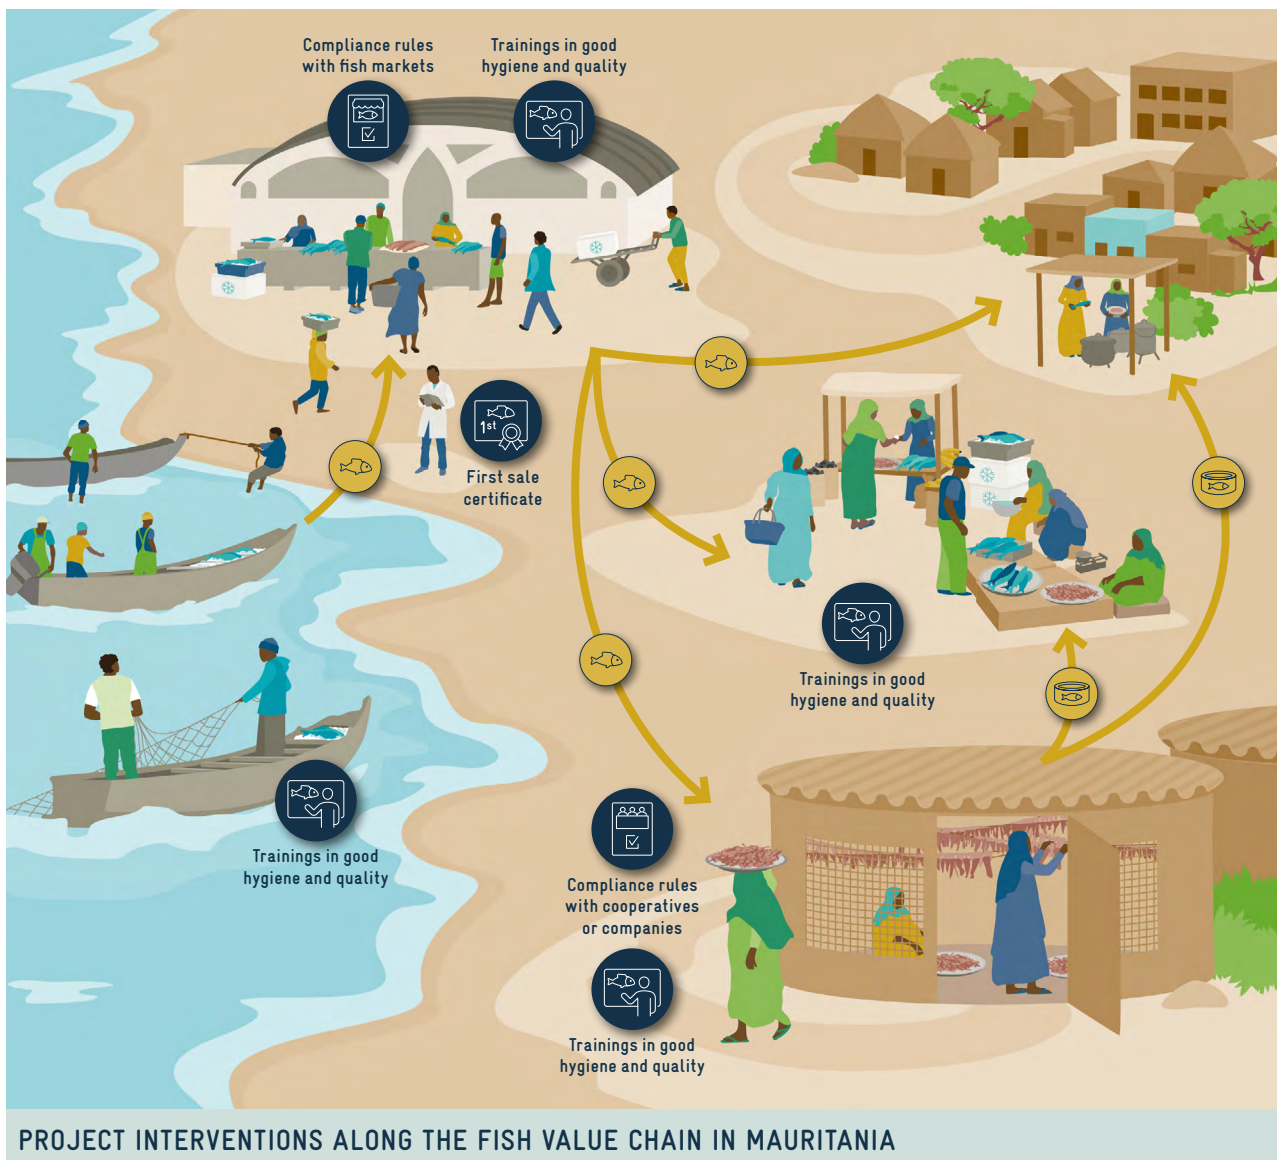 Compliance rules
with fish markets
Trainings in good
hygiene and quality
1st
First sale
certificate
Trainings in good
hygiene and quality
Trainings in good
hygiene and quality
Compliance rules
with cooperatives
or companies
Trainings in good
hygiene and quality
PROJECT INTERVENTIONS ALONG THE FISH VALUE CHAIN IN MAURITANIA